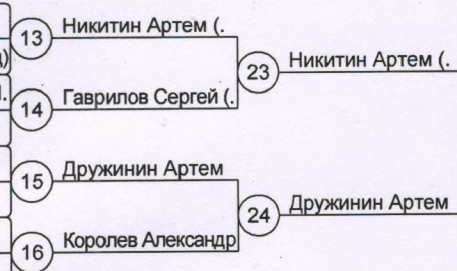 13 Никитин Артем (.
23 Никитин Артем (.
14 Гаврилов Сергей (.
15 Дружинин Артем
24 Дружинин Артем
16 Королев Александр